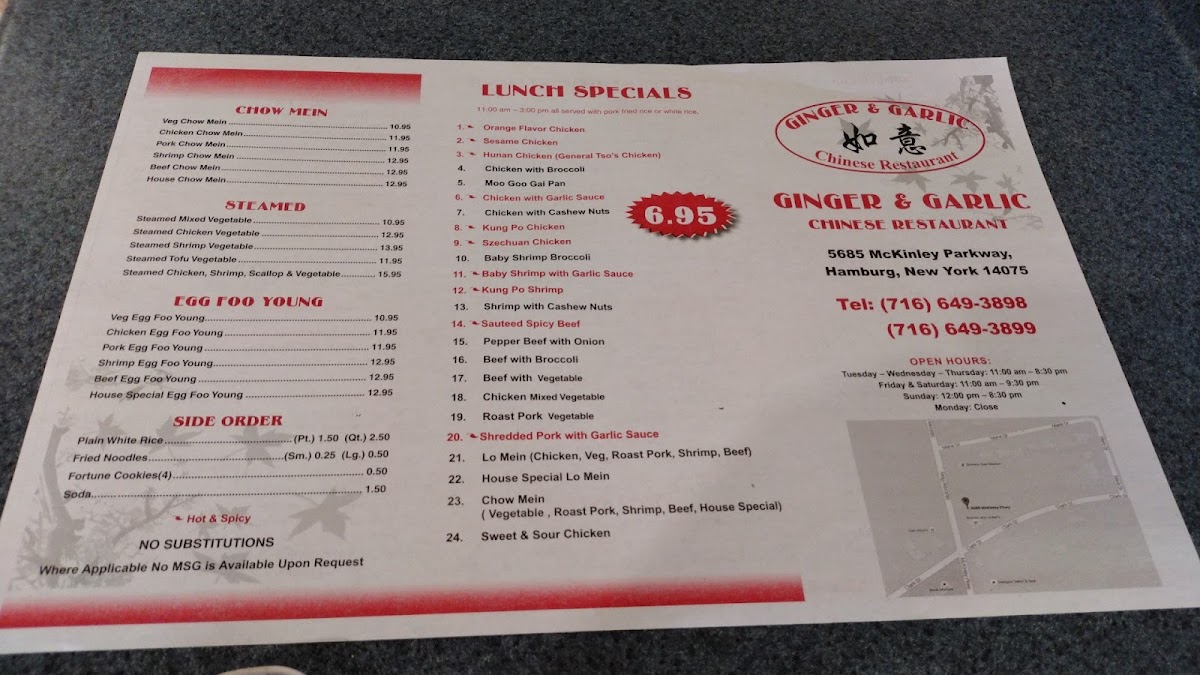 CHOW MEIN
Veg Chow Mein 10.95
Chicken Chow Mein 11.95
Pork Chow Mein 11.95
Shrimp Chow Mein 12.95
Beef Chow Mein 12.95
House Chow Mein 12.95
STEAMED
Steamed Mixed Vegetable 10.95
Steamed Chicken Vegetable 12.95
Steamed Shrimp Vegetable 13.95
Steamed Tofu Vegetable 11.95
Steamed Chicken, Shrimp, Scallop & Vegetable 15.95
EGG FOO YOUNG
Veg Egg Foo Young 10.95
Chicken Egg Foo Young 11.95
Pork Egg Foo Young 11.95
Shrimp Egg Foo Young 12.95
Beef Egg Foo Young 12.95
House Special Egg Foo Young 12.95
SIDE ORDER
Plain White Rice (Pt.) 1.50 (Qt.) 2.50
Fried Noodles (Sm.) 0.25 (Lg.) 0.50
Fortune Cookies(4) 0.50
Soda 1.50
Hot & Spicy
NO SUBSTITUTIONS
Where Applicable No MSG is Available Upon Request
LUNCH SPECIALS
11:00 am – 3:00 pm all served with pork fried rice or white rice.
1. Orange Flavor Chicken
2. Sesame Chicken
3. Hunan Chicken (General Tso's Chicken)
4. Chicken with Broccoli
5. Moo Goo Gai Pan
6. Chicken with Garlic Sauce
7. Chicken with Cashew Nuts
8. Kung Po Chicken
9. Szechuan Chicken
10. Baby Shrimp Broccoli
11. Baby Shrimp with Garlic Sauce
12. Kung Po Shrimp
13. Shrimp with Cashew Nuts
14. Sauteed Spicy Beef
15. Pepper Beef with Onion
16. Beef with Broccoli
17. Beef with Vegetable
18. Chicken Mixed Vegetable
19. Roast Pork Vegetable
20. Shredded Pork with Garlic Sauce
21. Lo Mein (Chicken, Veg, Roast Pork, Shrimp, Beef)
22. House Special Lo Mein
23. Chow Mein
( Vegetable , Roast Pork, Shrimp, Beef, House Special)
24. Sweet & Sour Chicken
6.95
GINGER & GARLIC
如意
Chinese Restaurant
GINGER & GARLIC
CHINESE RESTAURANT
5685 McKinley Parkway,
Hamburg, New York 14075
Tel: (716) 649-3898
(716) 649-3899
OPEN HOURS:
Tuesday – Wednesday – Thursday: 11:00 am – 8:30 pm
Friday & Saturday: 11:00 am – 9:30 pm
Sunday: 12:00 pm – 8:30 pm
Monday: Close